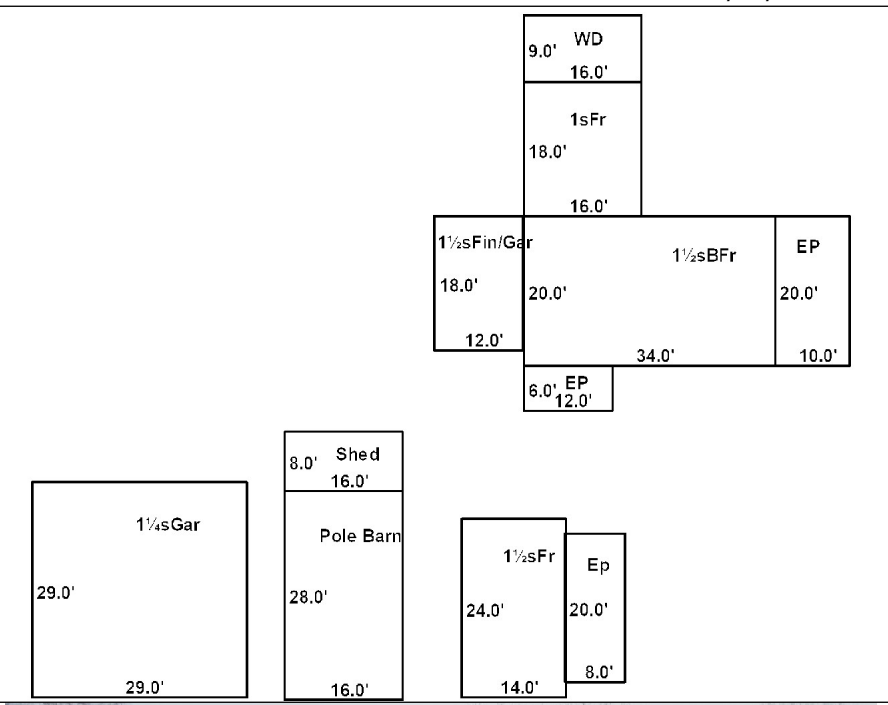 WD
9.0'
16.0'
1sFr
18.0'
16.0'
1½sFin/Gar
18.0'
12.0'
1½sBFr
20.0'
34.0'
EP
20.0'
10.0'
EP
6.0'
12.0'
Shed
8.0'
16.0'
1¼sGar
29.0'
29.0'
Pole Barn
28.0'
16.0'
1½sFr
24.0'
14.0'
Ep
20.0'
8.0'